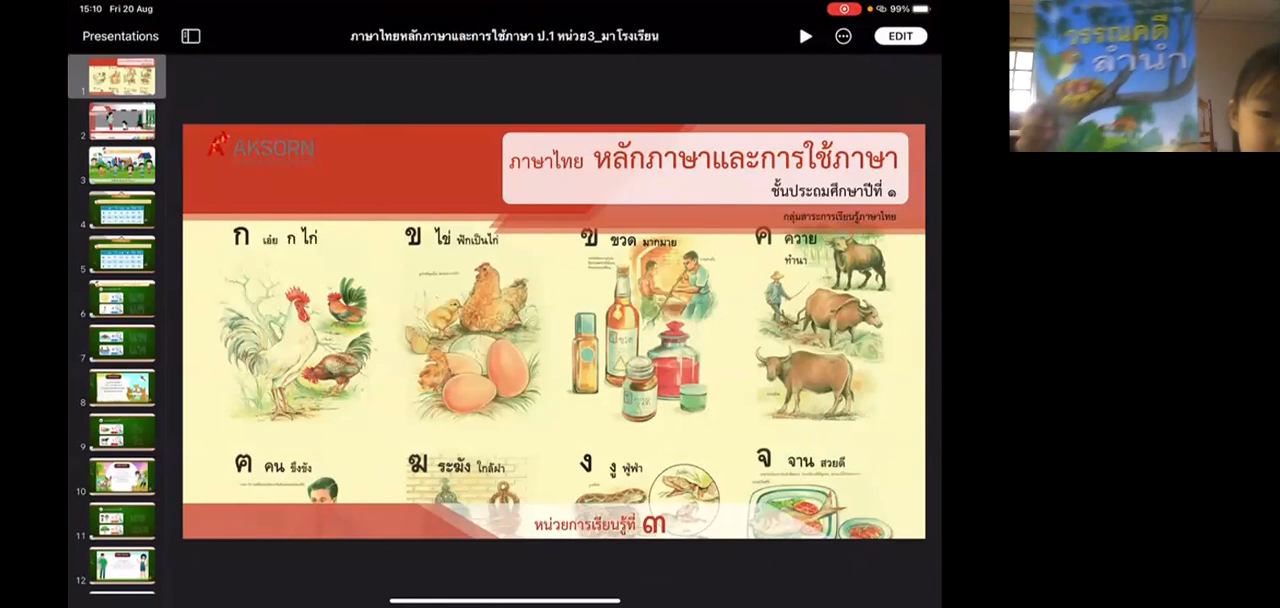 15:10 Fri 20 Aug
99%
Presentations
ภาษาไทยหลักภาษาและการใช้ภาษา ป.1 หน่วย3_มาโรงเรียน
EDIT
AKSORN
ภาษาไทย หลักภาษาและการใช้ภาษา
ชั้นประถมศึกษาปีที่ ๑
กลุ่มสาระการเรียนรู้ภาษาไทย
ก เอ๋ย ก ไก่
ข ไข่ ฟักเป็นไก่
ฃ ขวด มากมาย
ค ควาย
ทำนา
ฅ คน ขึงขัง
ฆ ระฆัง ใกล้ฝา
ง งู
จ จาน สวยดี
หน่วยการเรียนรู้ที่ ๓
1
2
3
4
5
6
7
8
9
10
11
12
วรรณคดี
ลำนำ